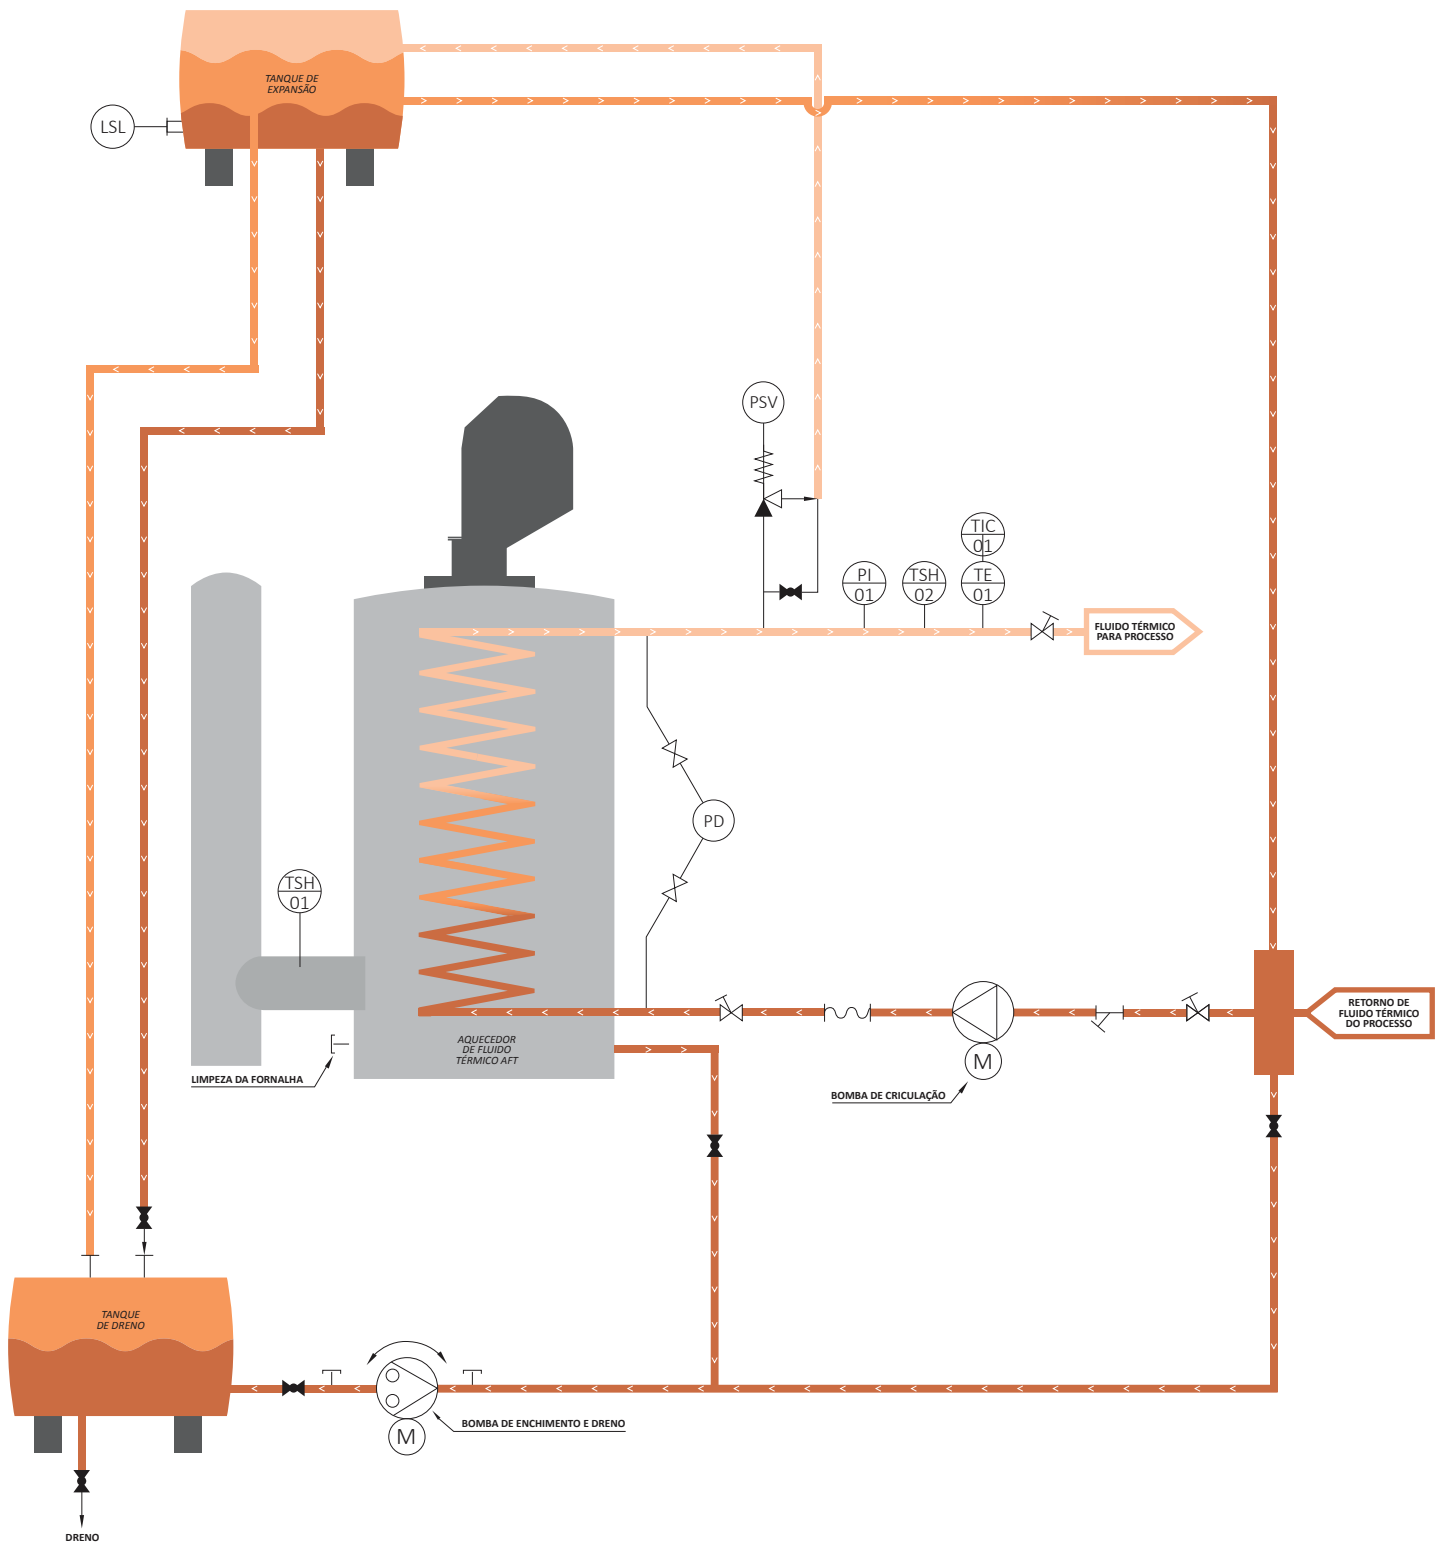 TANQUE DE
EXPANSÃO
LSL
PSV
TIC
01
PI
01
TSH
02
TE
01
FLUIDO TÉRMICO
PARA PROCESSO
PD
TSH
01
RETORNO DE
FLUIDO TÉRMICO
DO PROCESSO
AQUECEDOR
DE FLUIDO
TÉRMICO AFT
M
LIMPEZA DA FORNALHA
BOMBA DE CRICULAÇÃO
TANQUE
DE DRENO
BOMBA DE ENCHIMENTO E DRENO
M
DRENO